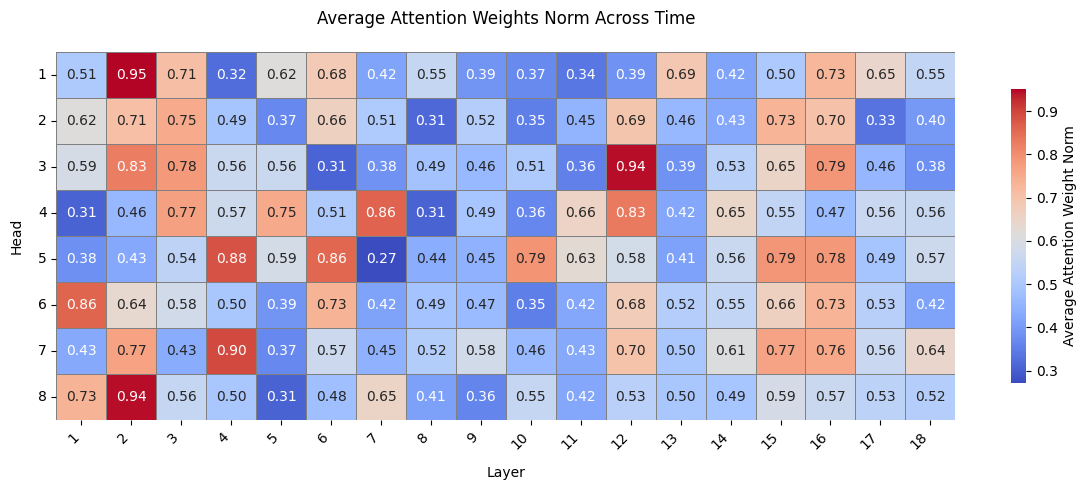 Average Attention Weights Norm Across Time
1 0.51 0.95 0.71 0.32 0.62 0.68 0.42 0.55 0.39 0.37 0.34 0.39 0.69 0.42 0.50 0.73 0.65 0.55
2 0.62 0.71 0.75 0.49 0.37 0.66 0.51 0.31 0.52 0.35 0.45 0.69 0.46 0.43 0.73 0.70 0.33 0.40
3 0.59 0.83 0.78 0.56 0.56 0.31 0.38 0.49 0.46 0.51 0.36 0.94 0.39 0.53 0.65 0.79 0.46 0.38
4 0.31 0.46 0.77 0.57 0.75 0.51 0.86 0.31 0.49 0.36 0.66 0.83 0.42 0.65 0.55 0.47 0.56 0.56
5 0.38 0.43 0.54 0.88 0.59 0.86 0.27 0.44 0.45 0.79 0.63 0.58 0.41 0.56 0.79 0.78 0.49 0.57
6 0.86 0.64 0.58 0.50 0.39 0.73 0.42 0.49 0.47 0.35 0.42 0.68 0.52 0.55 0.66 0.73 0.53 0.42
7 0.43 0.77 0.43 0.90 0.37 0.57 0.45 0.52 0.58 0.46 0.43 0.70 0.50 0.61 0.77 0.76 0.56 0.64
8 0.73 0.94 0.56 0.50 0.31 0.48 0.65 0.41 0.36 0.55 0.42 0.53 0.50 0.49 0.59 0.57 0.53 0.52
Head
1 2 3 4 5 6 7 8 9 10 11 12 13 14 15 16 17 18
Layer
0.9
0.8
0.7
0.6
0.5
0.4
0.3
Average Attention Weight Norm